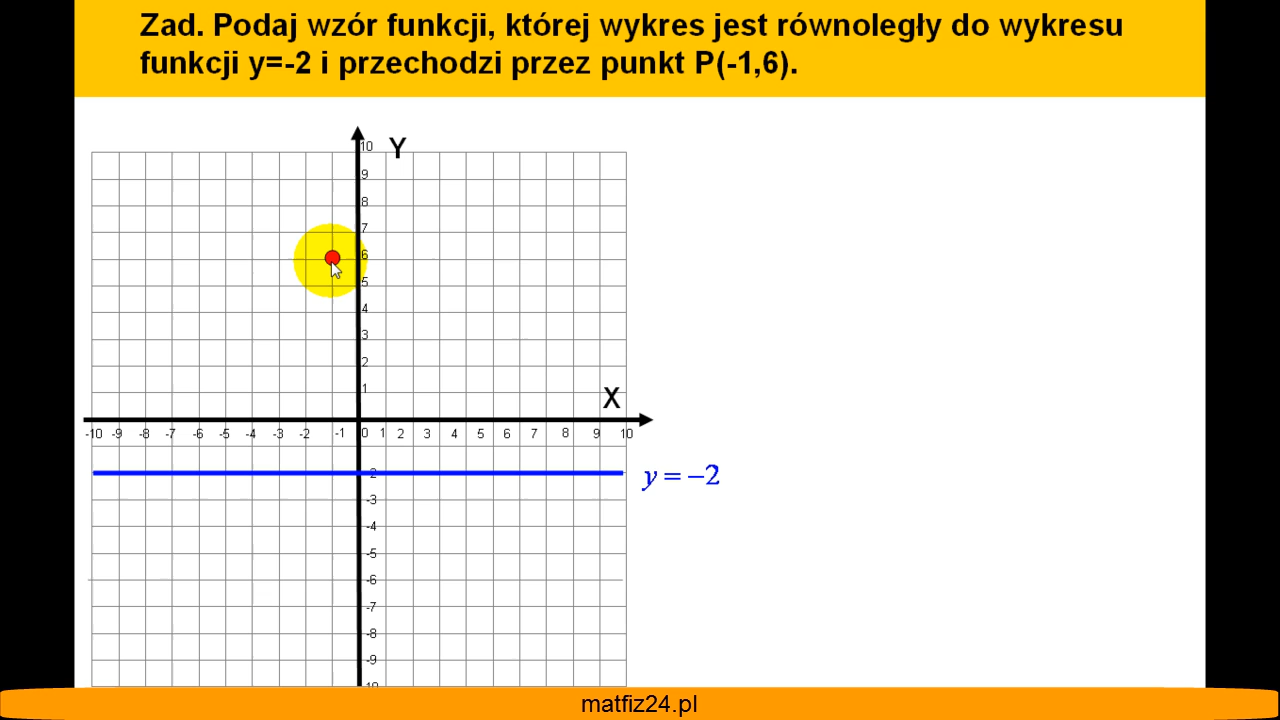 Zad. Podaj wzór funkcji, której wykres jest równoległy do wykresu
funkcji y=-2 i przechodzi przez punkt P(-1,6).
Y
10
9
8
7
6
5
4
3
2
1
X
-10 -9 -8 -7 -6 -5 -4 -3 -2 -1 0 1 2 3 4 5 6 7 8 9 10
-2
y = −2
-3
-4
-5
-6
-7
-8
-9
-10
matfiz24.pl